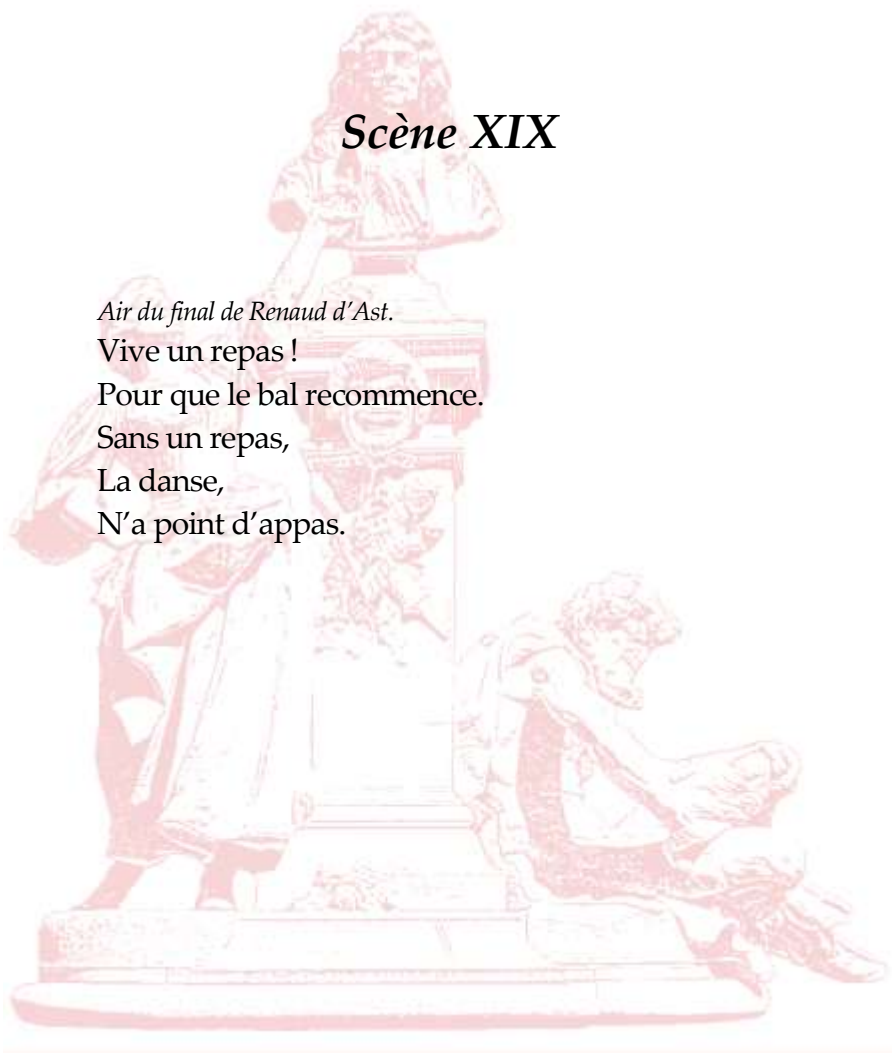 Scène XIX
Air du final de Renaud d’Ast.
Vive un repas !
Pour que le bal recommence.
Sans un repas,
La danse,
N’a point d’appas.